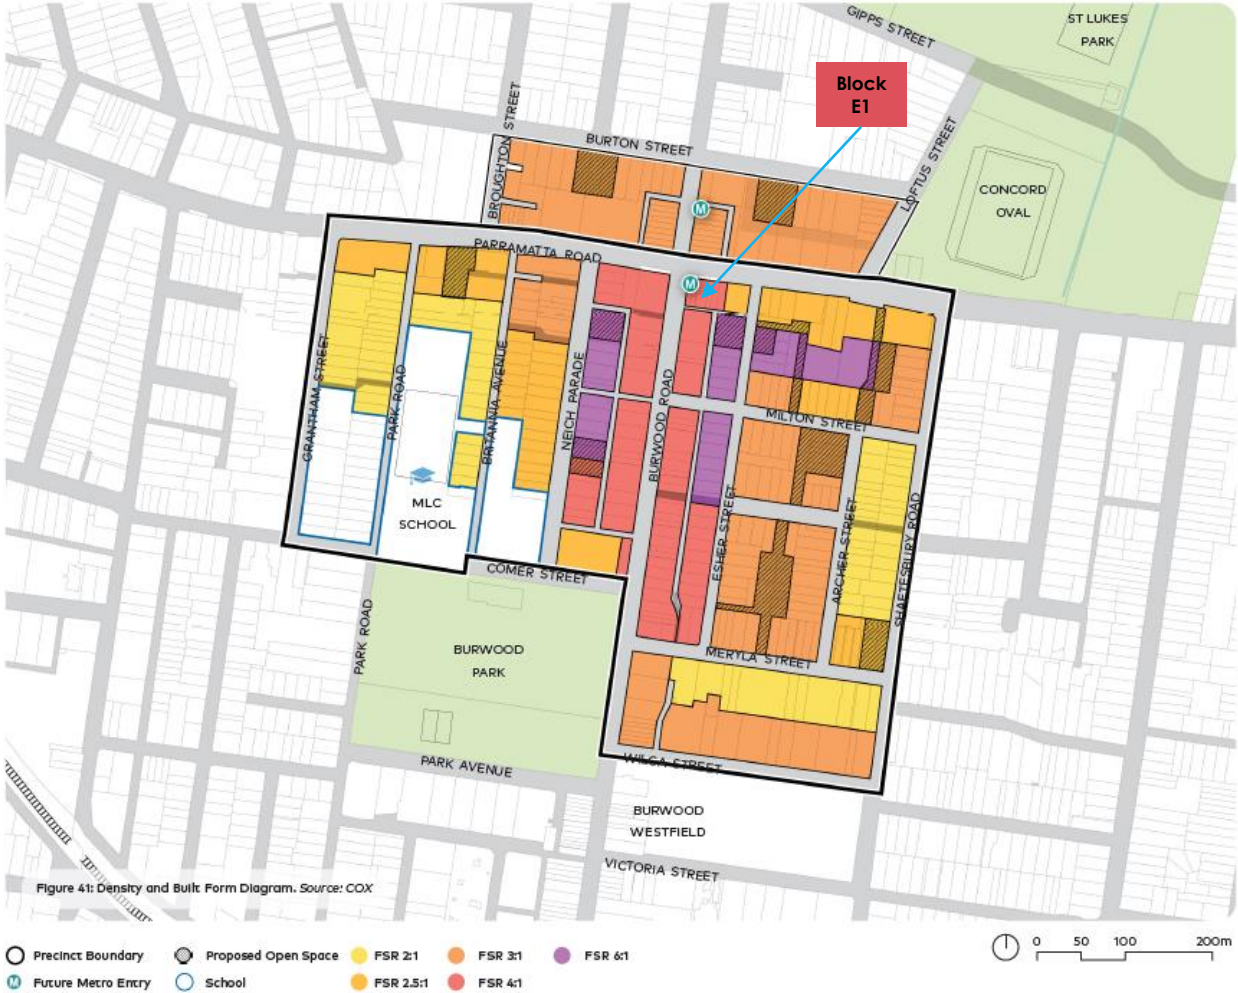 GIPPS STREET
ST LUKES
PARK
Block
E1
BROUGHTON STREET
BURTON STREET
LOFTUS STREET
CONCORD
OVAL
M
PARRAMATTA ROAD
M
GRANTHAM STREET
PARK ROAD
BRITANNIA AVENUE
NEICH PARADE
BURWOOD ROAD
MILTON STREET
MLC
SCHOOL
ESHER STREET
ARCHER STREET
SHAFTESBURY ROAD
COMER STREET
PARK ROAD
BURWOOD
PARK
MERYLA STREET
WILGA STREET
PARK AVENUE
BURWOOD
WESTFIELD
VICTORIA STREET
Figure 41: Density and Built Form Diagram. Source: COX
Precinct Boundary Proposed Open Space FSR 2:1 FSR 3:1 FSR 6:1
M Future Metro Entry School FSR 2.5:1 FSR 4:1
0 50 100 200m